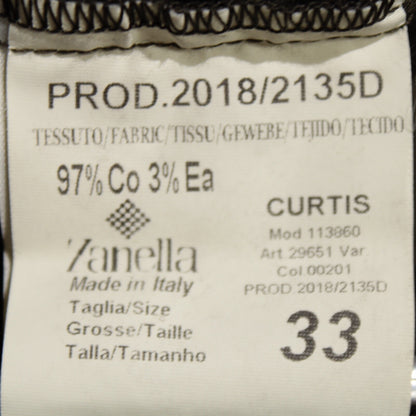 PROD.2018/2135D
TESSUTO/FABRIC/TISSU/GEWEBE/TEJIDO/TECIDO
97% Co 3% Ea
Zanella
Made in Italy
Taglia/Size
Grosse/Taille
Talla/Tamanho
CURTIS
Mod 113860
Art 29651 Var
Col 00201
PROD 2018/2135D
33